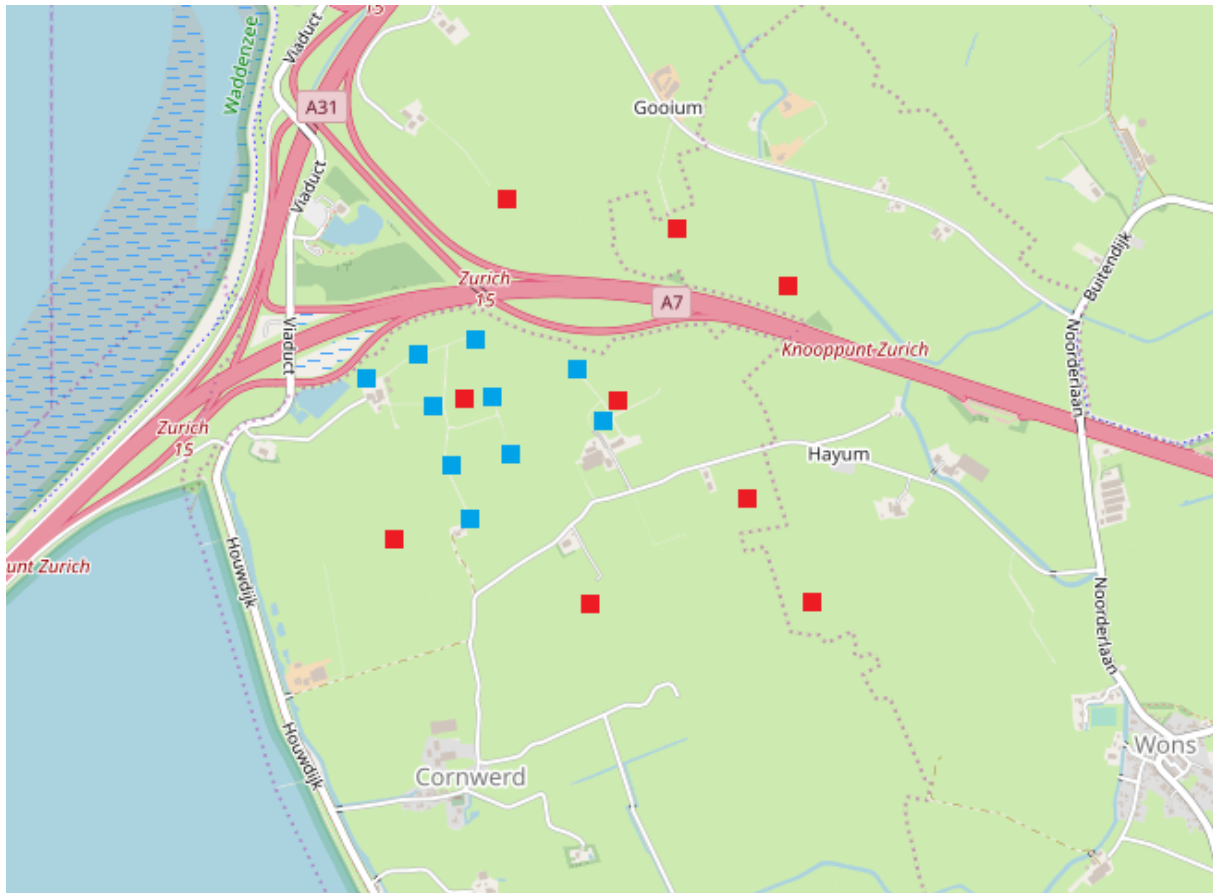 15
Viaduct
Waddenzee
A31
Gooium
Viaduct
Buitendijk
Zurich
15
A7
Viaduct
Noorderlaan
Knooppunt Zurich
Zurich
15
Hayum
unt Zurich
Houwdijk
Noorderlaan
Houwdijk
Wons
Cornwerd